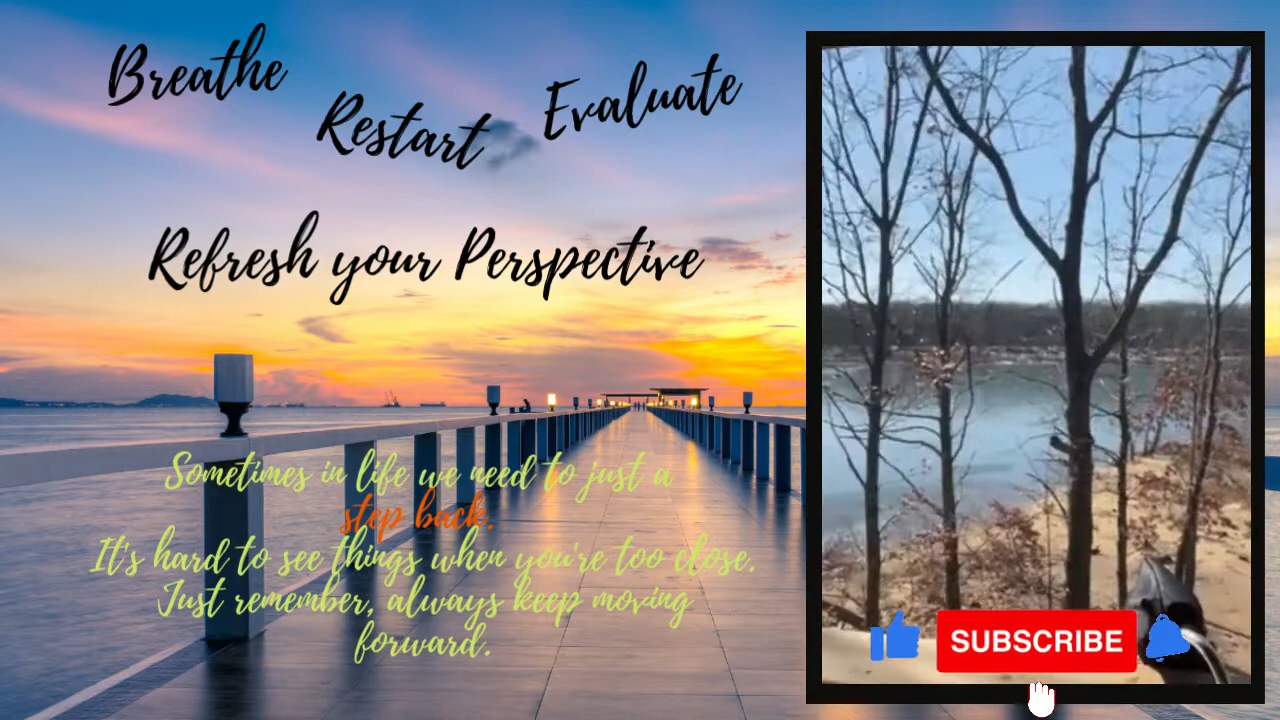 Breathe
Restart
Evaluate
Refresh your Perspective
Sometimes in life we need to just a
step back.
It's hard to see things when you're too close.
Just remember, always keep moving
forward.
SUBSCRIBE